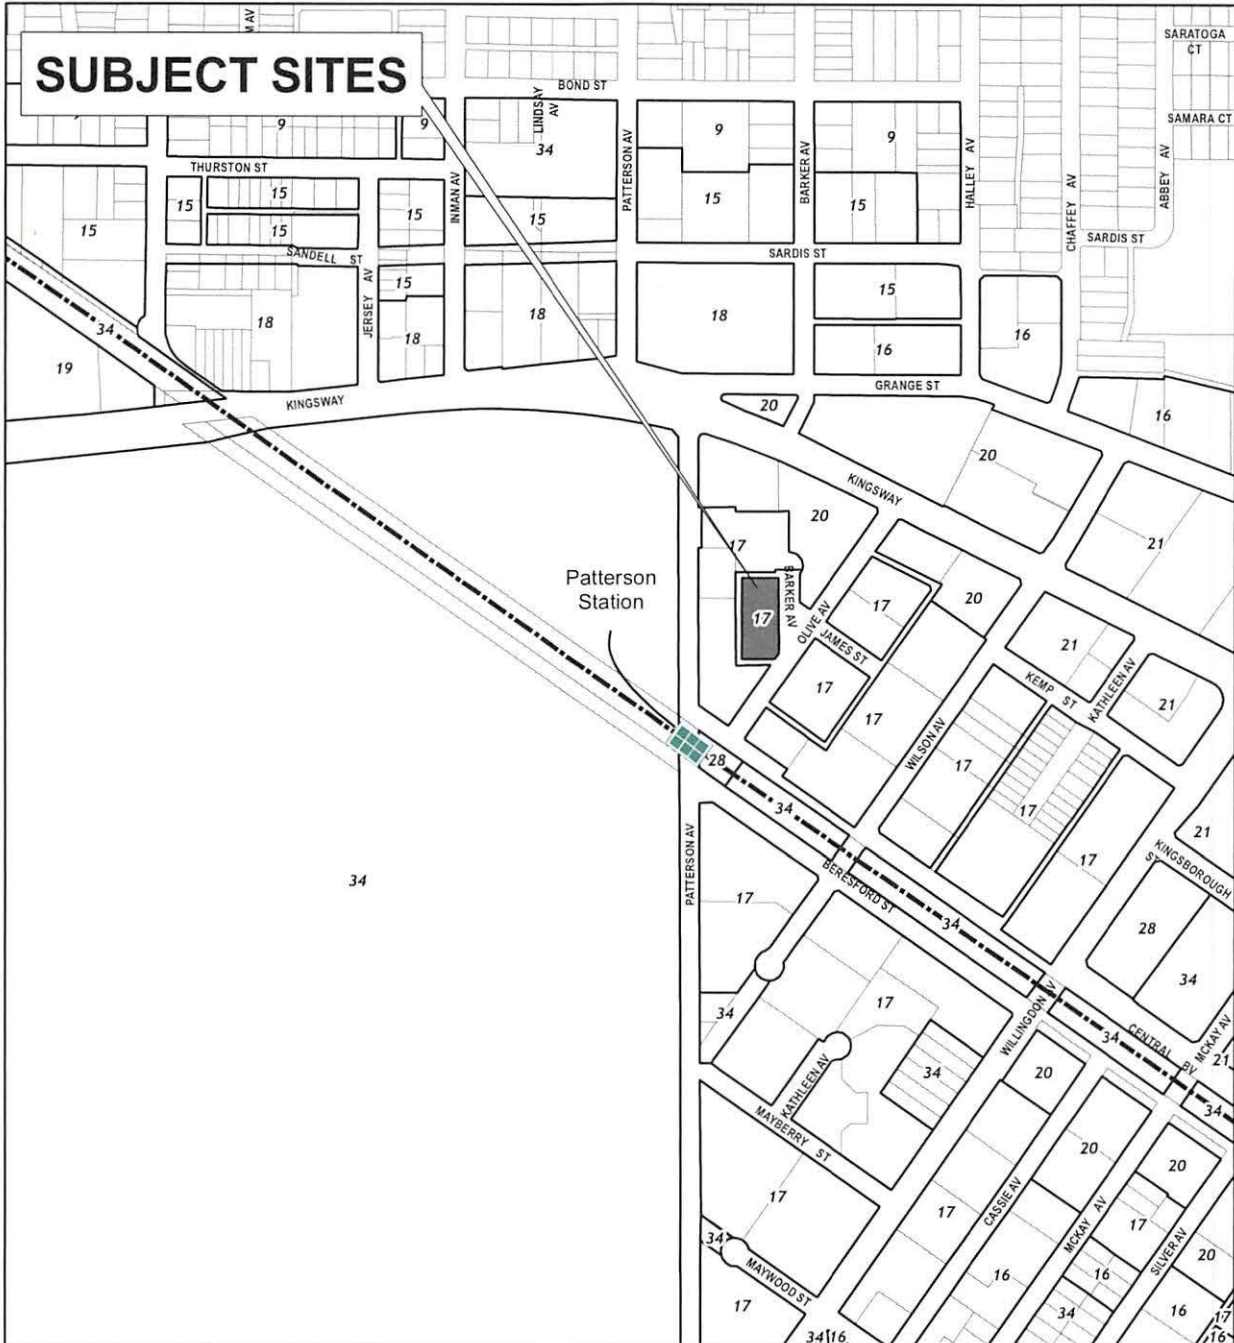 M AV
SARATOGA
CT
SUBJECT SITES
BOND ST
LINDSAY
AV
SAMARA CT
9
9
34
9
9
THURSTON ST
PATTERSON AV
BARKER AV
HALLEY AV
CHAFFEY AV
ABBEY AV
INMAN AV
15
15
15
15
15
15
15
15
SANDELL ST
SARDIS ST
SARDIS ST
JERSEY AV
15
15
18
18
18
18
16
16
34
19
GRANGE ST
KINGSWAY
20
16
20
KINGSWAY
20
21
17
Patterson
Station
BARKER AV
17
OLIVE AV
17
20
JAMES ST
21
KATHLEEN AV
KEMP ST
17
17
21
WILSON AV
17
28
17
34
17
21
KINGSBOROUGH
ST
PATTERSON AV
34
BERESFORD ST
17
17
34
28
34
17
WILLINGDON AV
34
CENTRAL BV
MCKAY AV
34
21
34
20
34
KATHLEEN AV
MAYBERRY ST
20
20
17
17
CASSIE AV
MCKAY AV
17
SILVER AV
20
34
MAYWOOD ST
16
16
34
16
17
17
34
16
16